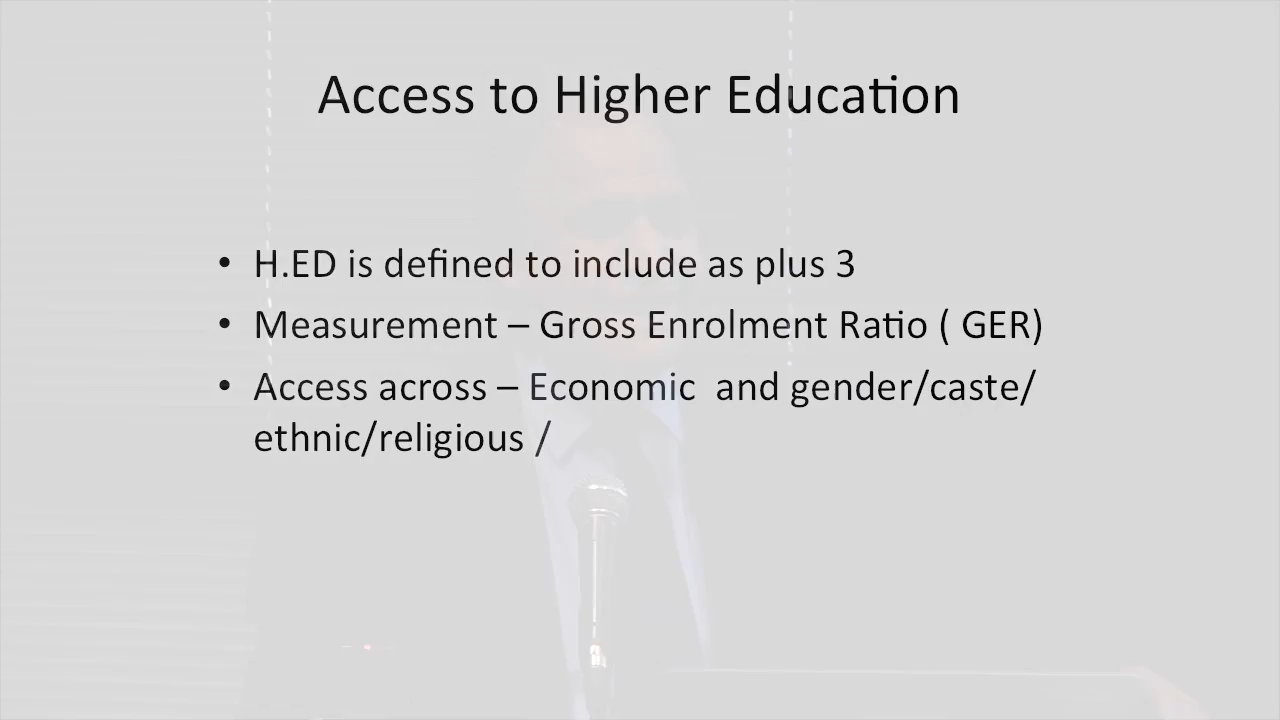 Access to Higher Education
• H.ED is defined to include as plus 3
• Measurement – Gross Enrolment Ratio ( GER)
• Access across – Economic  and gender/caste/
ethnic/religious /